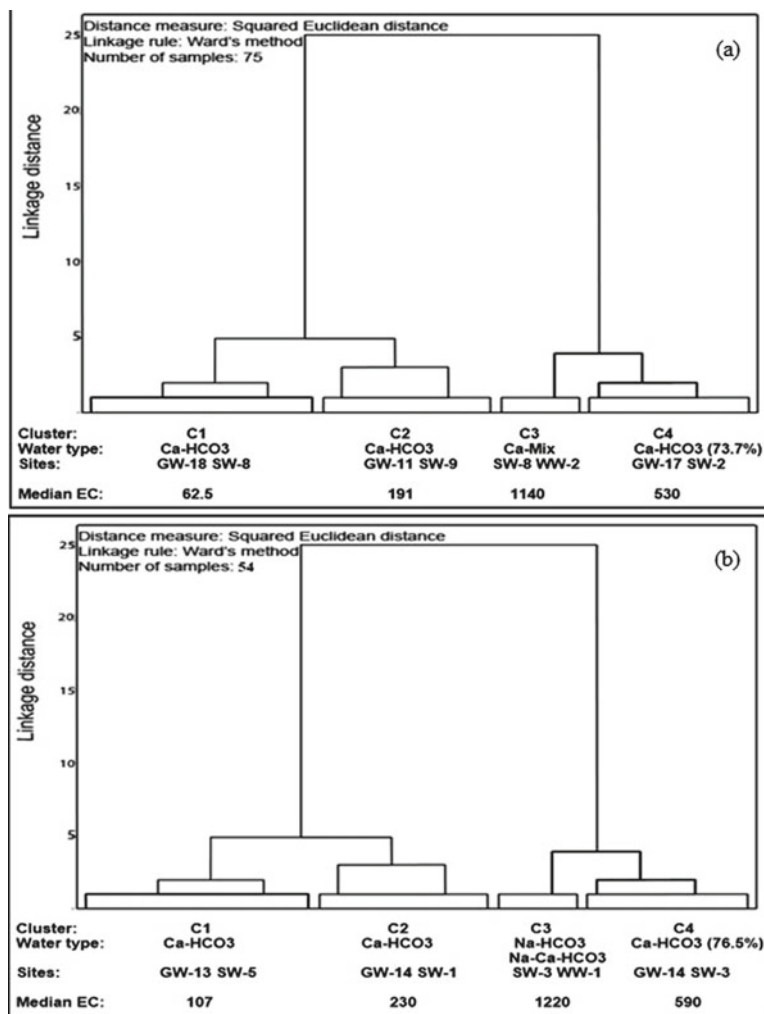 Distance measure: Squared Euclidean distance
Linkage rule: Ward's method
Number of samples: 75
(a)
25
20
15
10
5
Linkage distance
Cluster: C1 C2 C3 C4
Water type: Ca-HCO3 Ca-HCO3 Ca-Mix Ca-HCO3 (73.7%)
Sites: GW-18 SW-8 GW-11 SW-9 SW-8 WW-2 GW-17 SW-2
Median EC: 62.5 191 1140 530
Distance measure: Squared Euclidean distance
Linkage rule: Ward's method
Number of samples: 54
(b)
25
20
15
10
5
Linkage distance
Cluster: C1 C2 C3 C4
Water type: Ca-HCO3 Ca-HCO3 Na-HCO3 Ca-HCO3 (76.5%)
Na-Ca-HCO3
Sites: GW-13 SW-5 GW-14 SW-1 SW-3 WW-1 GW-14 SW-3
Median EC: 107 230 1220 590